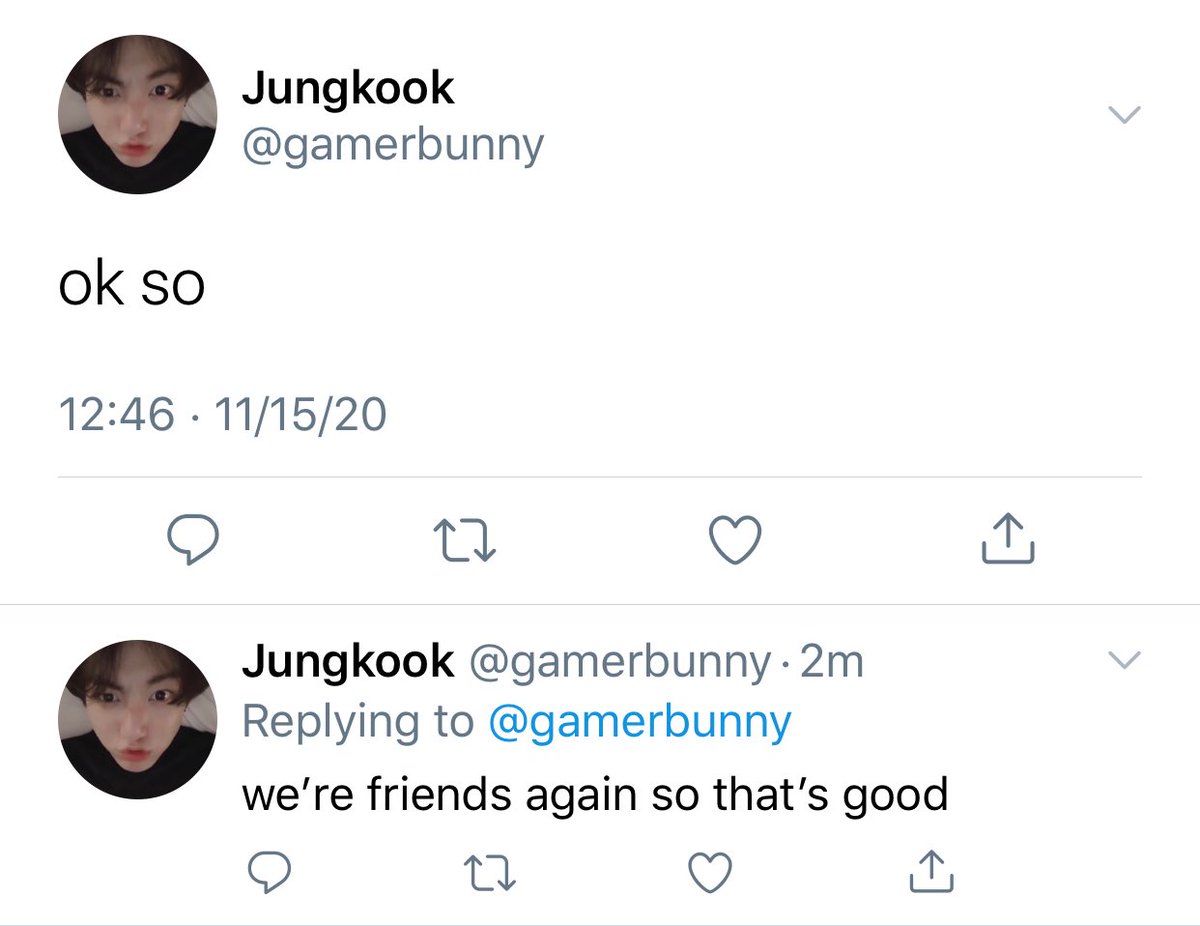 Jungkook
@gamerbunny
ok so
12:46 · 11/15/20
Jungkook @gamerbunny · 2m
Replying to @gamerbunny
we’re friends again so that’s good